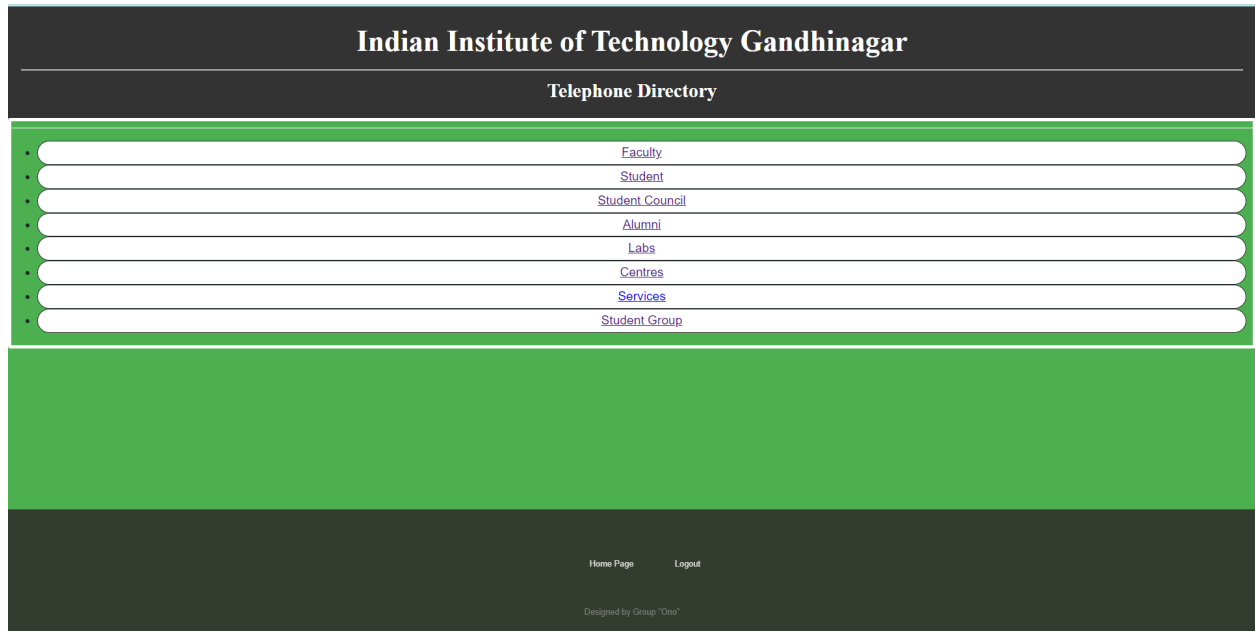 Indian Institute of Technology Gandhinagar
Telephone Directory
Faculty
Student
Student Council
Alumni
Labs
Centres
Services
Student Group
Home Page Logout
Designed by Group "Ono"